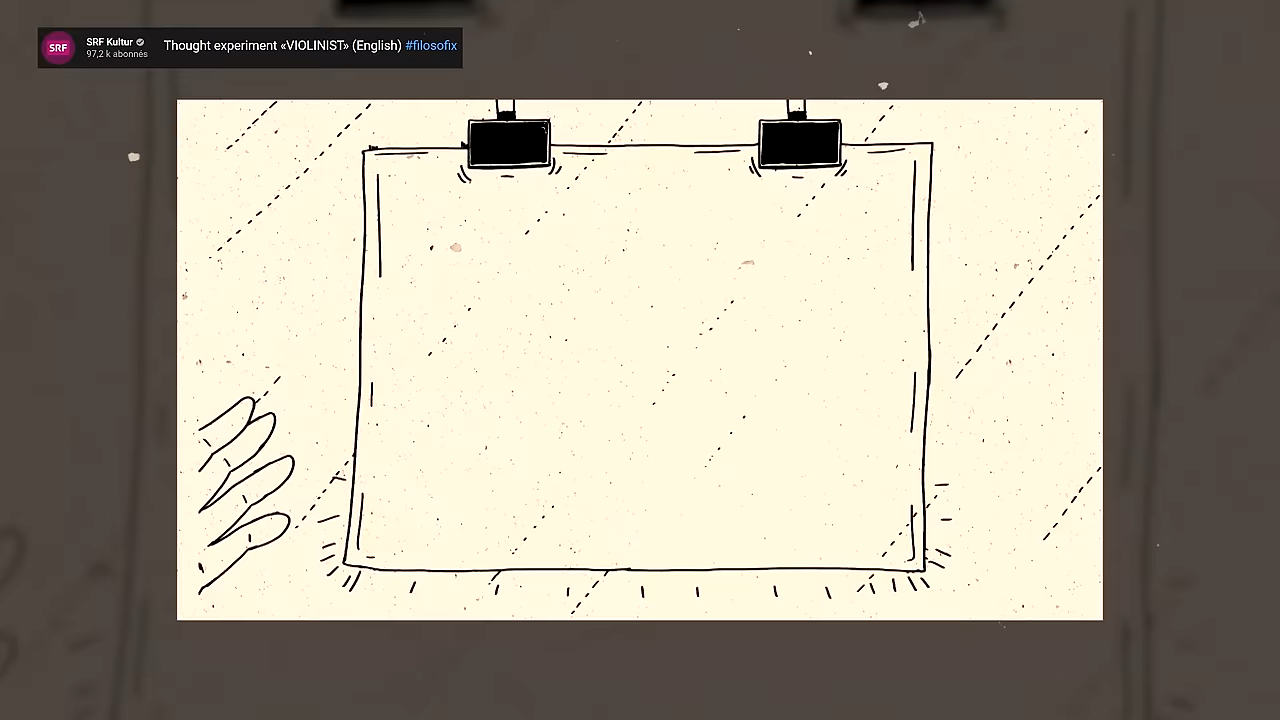 SRF
SRF Kultur
97,2 k abonnés
Thought experiment «VIOLINIST» (English) #filosofix